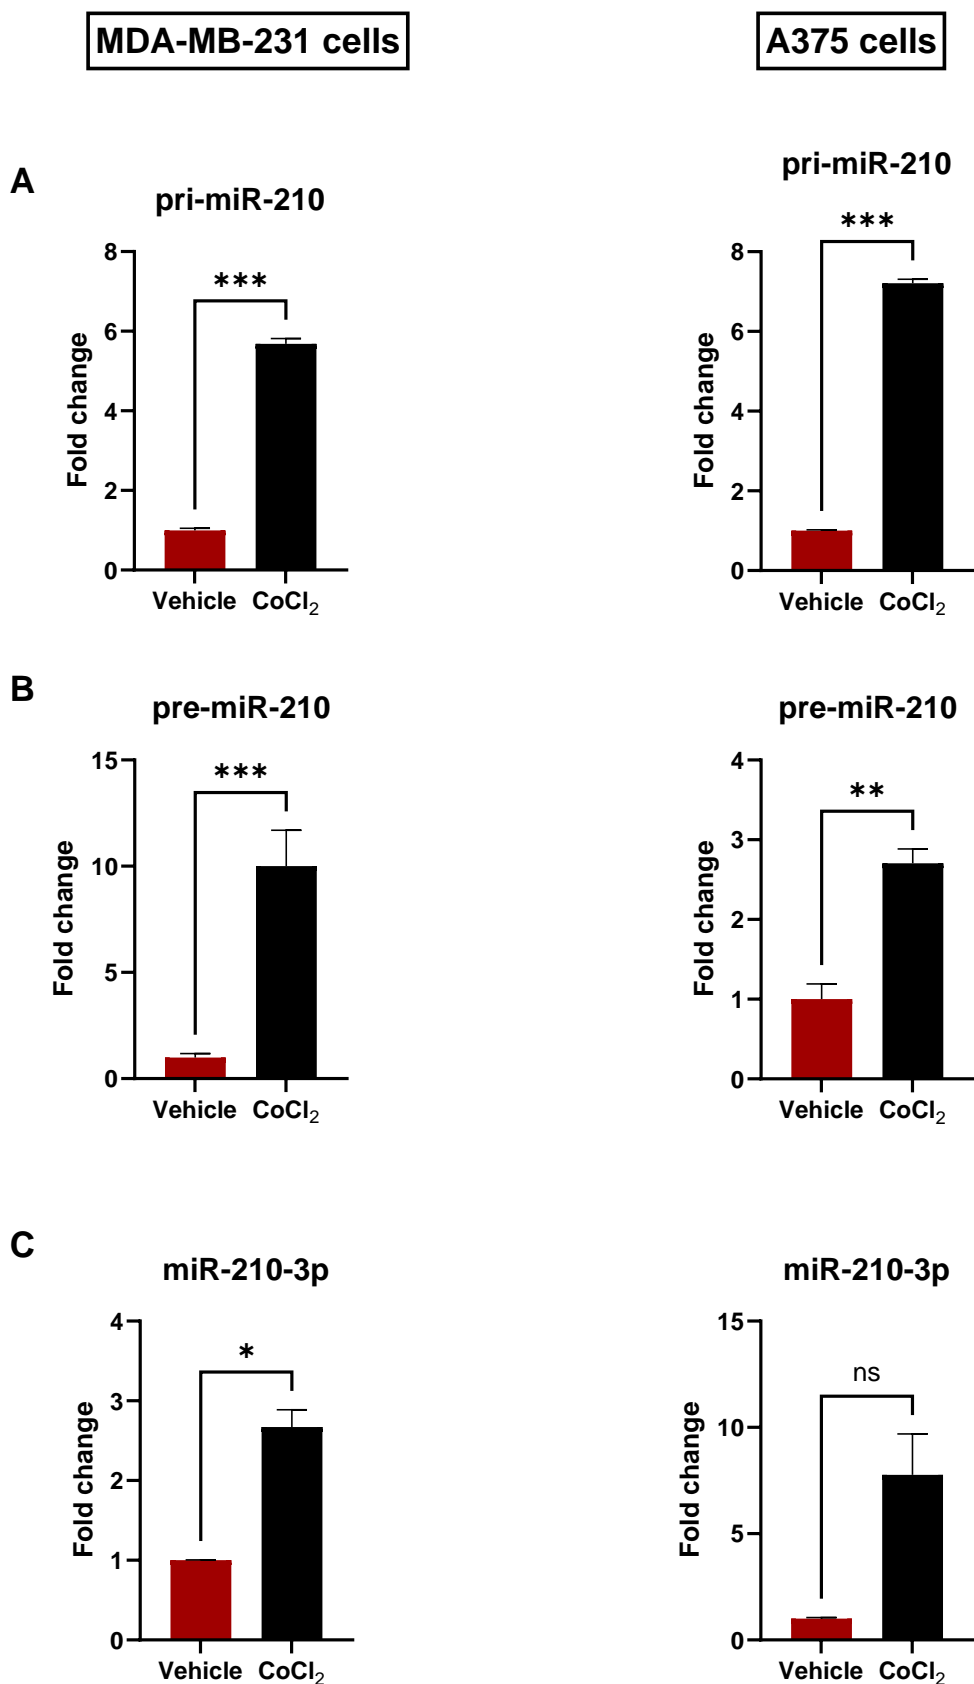 MDA-MB-231 cells
A375 cells
A
pri-miR-210
Fold change
8
6
4
2
0
***
Vehicle CoCl₂
pri-miR-210
Fold change
8
6
4
2
0
***
Vehicle CoCl₂
B
pre-miR-210
Fold change
15
10
5
0
***
Vehicle CoCl₂
pre-miR-210
Fold change
4
3
2
1
0
**
Vehicle CoCl₂
C
miR-210-3p
Fold change
4
3
2
1
0
*
Vehicle CoCl₂
miR-210-3p
Fold change
15
10
5
0
ns
Vehicle CoCl₂